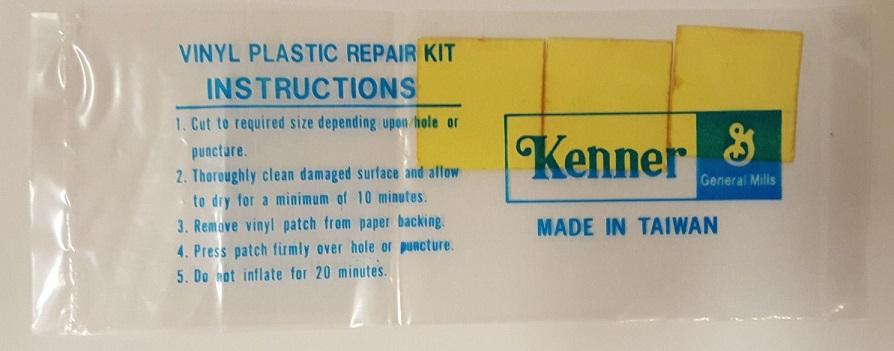 VINYL PLASTIC REPAIR KIT
INSTRUCTIONS
1. Cut to required size depending upon hole or
puncture.
2. Thoroughly clean damaged surface and allow
to dry for a minimum of 10 minutes.
3. Remove vinyl patch from paper backing.
4. Press patch firmly over hole or puncture.
5. Do not inflate for 20 minutes.
Kenner
G
General Mills
MADE IN TAIWAN